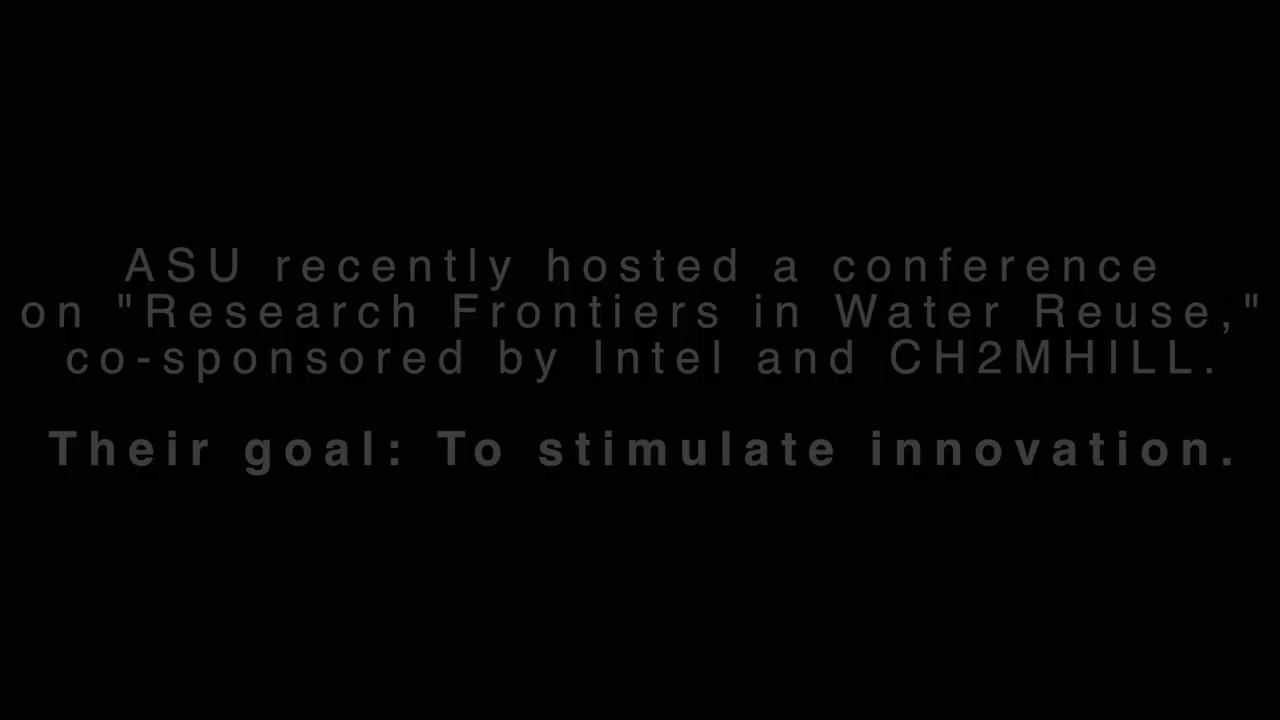 ASU recently hosted a conference
on "Research Frontiers in Water Reuse,"
co-sponsored by Intel and CH2MHILL.
Their goal: To stimulate innovation.